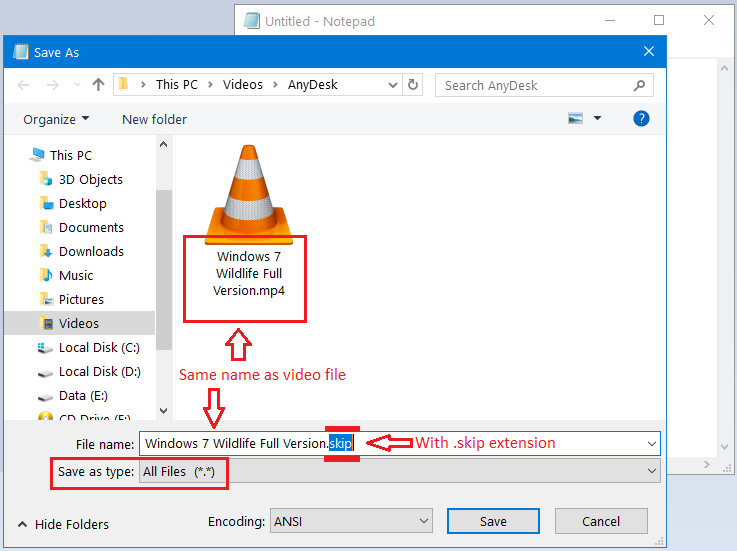 Untitled - Notepad
Save As
This PC > Videos > AnyDesk
Search AnyDesk
Organize
New folder
?
This PC
3D Objects
Desktop
Documents
Downloads
Music
Pictures
Videos
Local Disk (C:)
Local Disk (D:)
Data (E:)
CD Drive (F:)
Windows 7
Wildlife Full
Version.mp4
Same name as video file
File name: Windows 7 Wildlife Full Version.skip
With .skip extension
Save as type: All Files (*.*)
Hide Folders
Encoding: ANSI
Save
Cancel